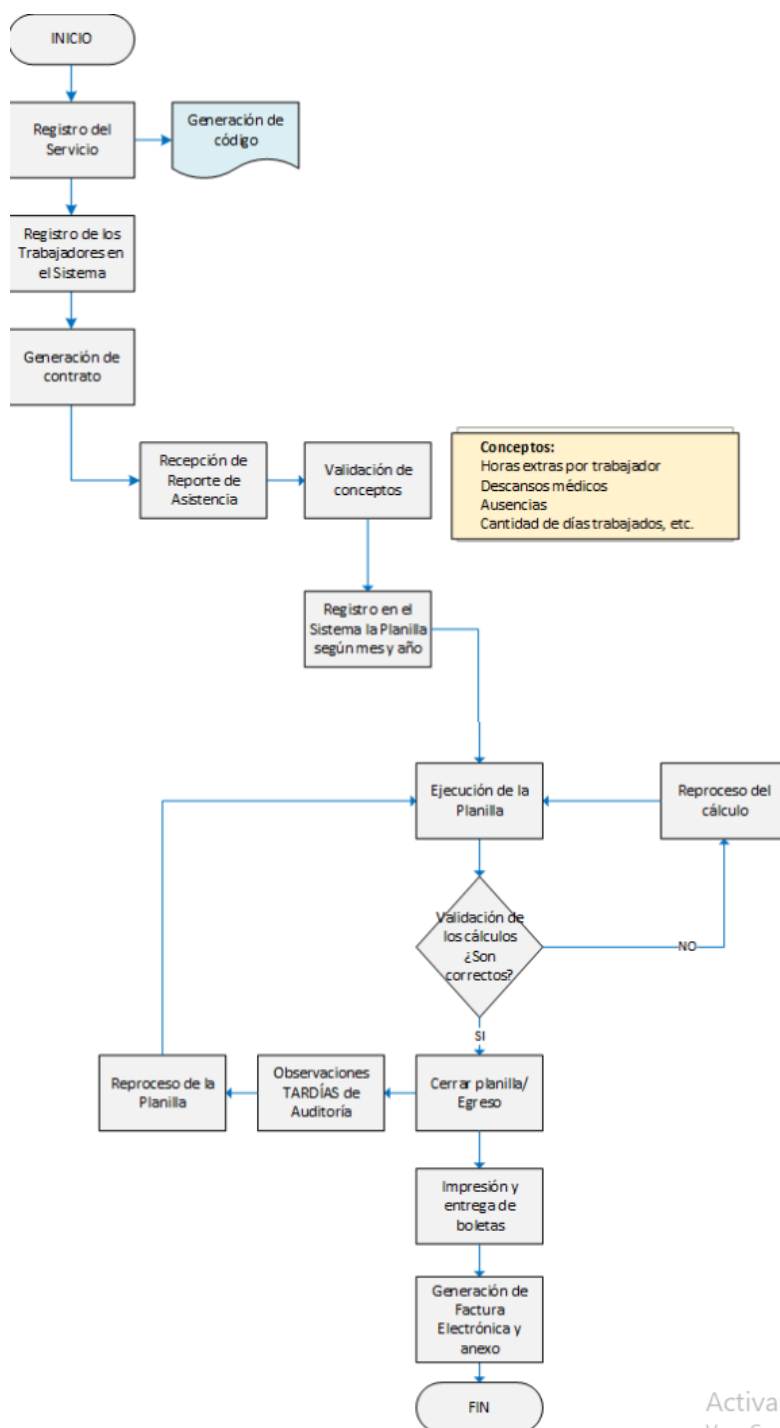 INICIO
Registro del
Servicio
Generación de
código
Registro de los
Trabajadores en
el Sistema
Generación de
contrato
Recepción de
Reporte de
Asistencia
Validación de
conceptos
Conceptos:
Horas extras por trabajador
Descansos médicos
Ausencias
Cantidad de días trabajados, etc.
Registro en el
Sistema la Planilla
según mes y año
Ejecución de la
Planilla
Reproceso del
cálculo
Validación de
los cálculos
¿Son
correctos?
NO
SI
Reproceso de la
Planilla
Observaciones
TARDÍAS de
Auditoría
Cerrar planilla/
Egreso
Impresión y
entrega de
boletas
Generación de
Factura
Electrónica y
anexo
FIN
Activa